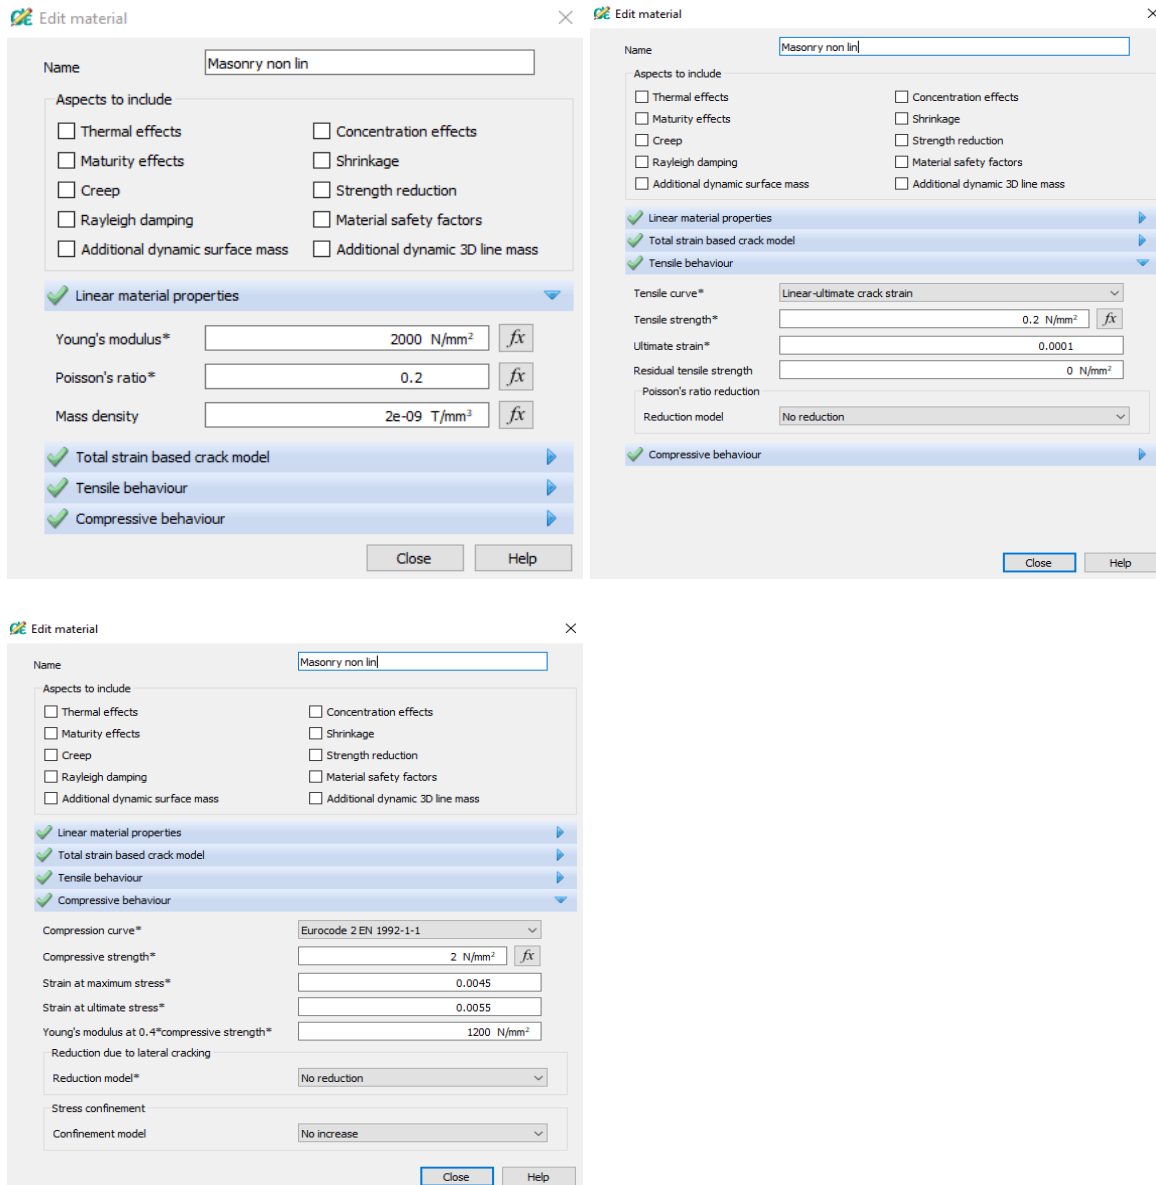 Edit material
Name Masonry non lin
Aspects to include
Thermal effects Concentration effects
Maturity effects Shrinkage
Creep Strength reduction
Rayleigh damping Material safety factors
Additional dynamic surface mass Additional dynamic 3D line mass
Linear material properties
Young's modulus* 2000 N/mm² fx
Poisson's ratio* 0.2 fx
Mass density 2e-09 T/mm³ fx
Total strain based crack model
Tensile behaviour
Compressive behaviour
Close Help
Edit material
Name Masonry non lin
Aspects to include
Thermal effects Concentration effects
Maturity effects Shrinkage
Creep Strength reduction
Rayleigh damping Material safety factors
Additional dynamic surface mass Additional dynamic 3D line mass
Linear material properties
Total strain based crack model
Tensile behaviour
Tensile curve* Linear-ultimate crack strain
Tensile strength* 0.2 N/mm² fx
Ultimate strain* 0.0001
Residual tensile strength 0 N/mm²
Poisson's ratio reduction
Reduction model No reduction
Compressive behaviour
Close Help
Edit material
Name Masonry non lin
Aspects to include
Thermal effects Concentration effects
Maturity effects Shrinkage
Creep Strength reduction
Rayleigh damping Material safety factors
Additional dynamic surface mass Additional dynamic 3D line mass
Linear material properties
Total strain based crack model
Tensile behaviour
Compressive behaviour
Compression curve* Eurocode 2 EN 1992-1-1
Compressive strength* 2 N/mm² fx
Strain at maximum stress* 0.0045
Strain at ultimate stress* 0.0055
Young's modulus at 0.4*compressive strength* 1200 N/mm²
Reduction due to lateral cracking
Reduction model* No reduction
Stress confinement
Confinement model No increase
Close Help